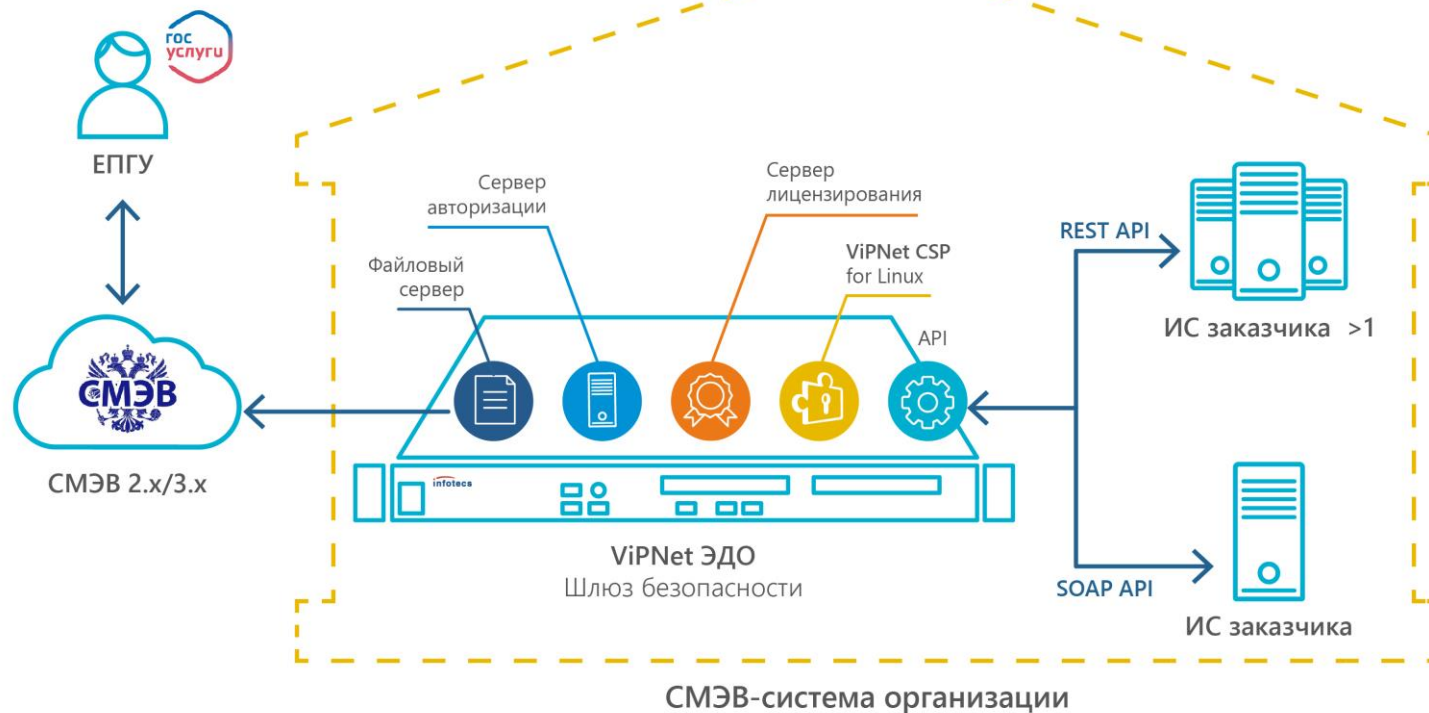 гос
услуги
ЕПГУ
СМЭВ
СМЭВ 2.x/3.x
Файловый
сервер
Сервер
авторизации
Сервер
лицензирования
ViPNet CSP
for Linux
API
infotecs
ViPNet ЭДО
Шлюз безопасности
REST API
ИС заказчика >1
SOAP API
ИС заказчика
СМЭВ-система организации